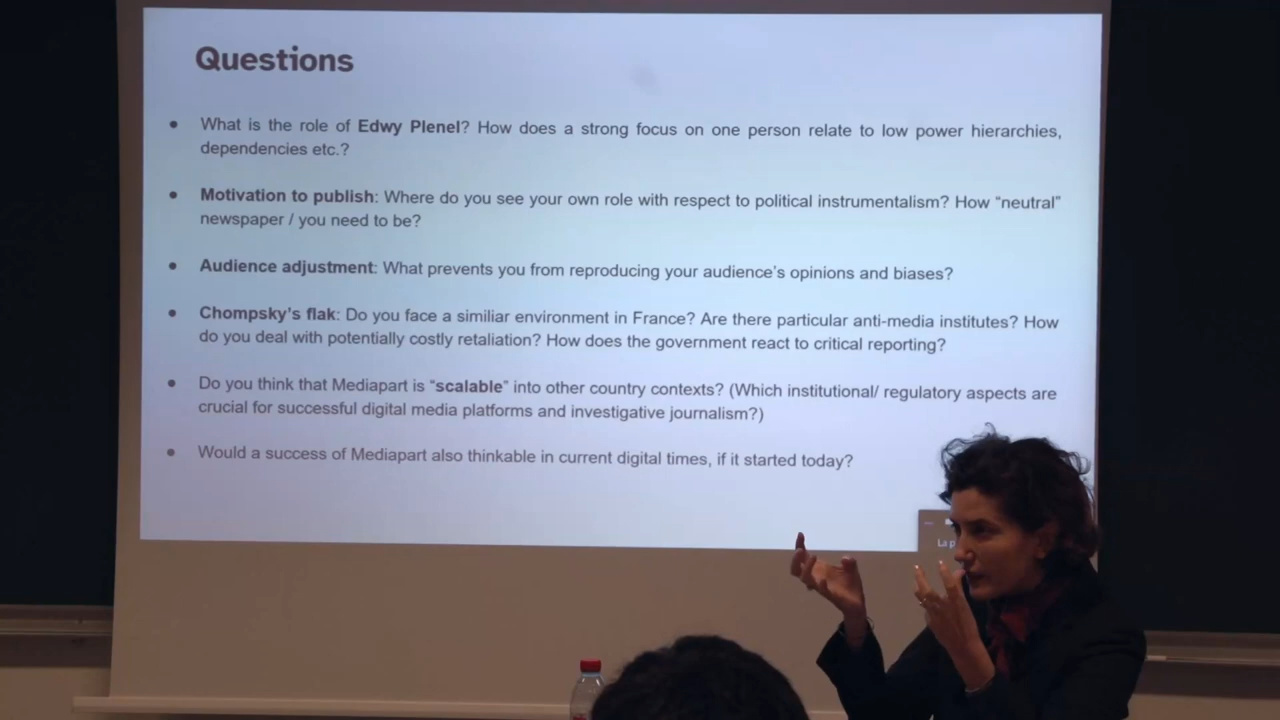 Questions
• What is the role of Edwy Plenel? How does a strong focus on one person relate to low power hierarchies,
dependencies etc.?
• Motivation to publish: Where do you see your own role with respect to political instrumentalism? How “neutral”
newspaper / you need to be?
• Audience adjustment: What prevents you from reproducing your audience's opinions and biases?
• Chompsky's flak: Do you face a similiar environment in France? Are there particular anti-media institutes? How
do you deal with potentially costly retaliation? How does the government react to critical reporting?
• Do you think that Mediapart is “scalable” into other country contexts? (Which institutional/ regulatory aspects are
crucial for successful digital media platforms and investigative journalism?)
• Would a success of Mediapart also thinkable in current digital times, if it started today?
La